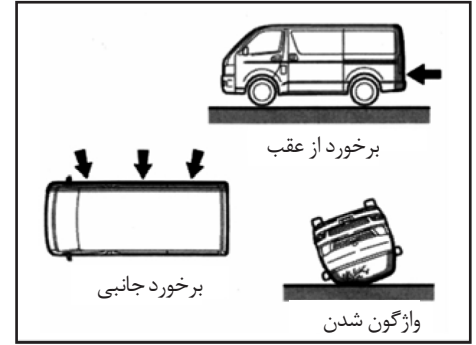 برخورد از عقب
برخورد جانبی
واژگون شدن